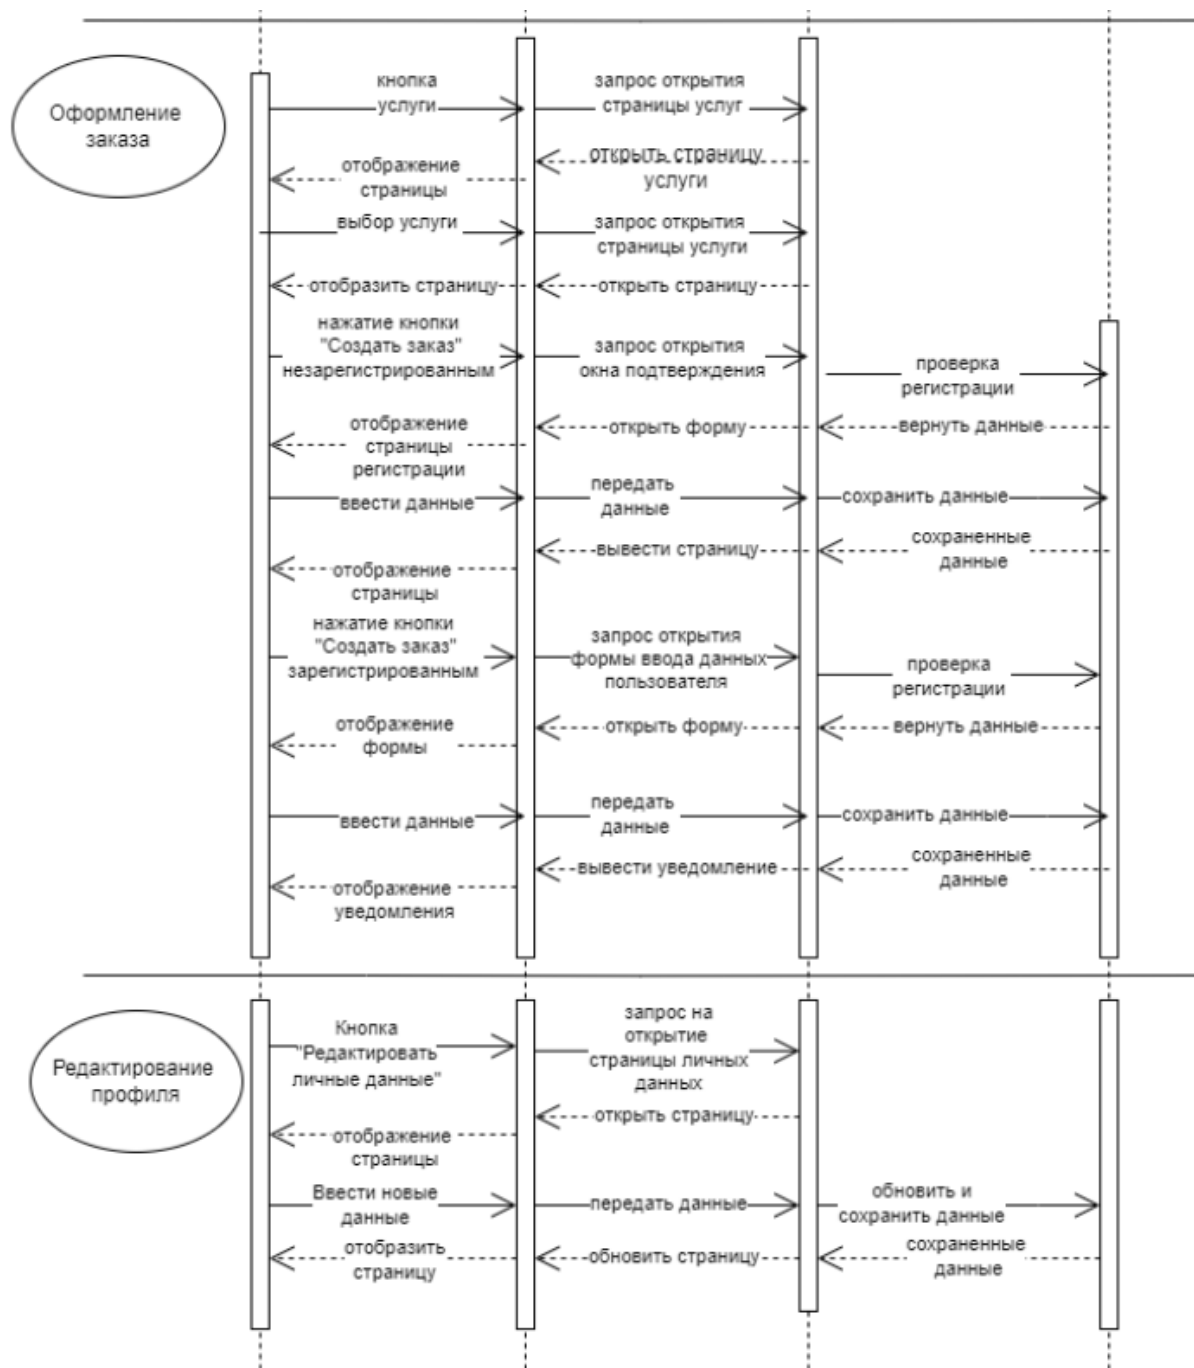 Оформление
заказа
кнопка
услуги
запрос открытия
страницы услуг
открыть страницу
услуги
отображение
страницы
выбор услуги
запрос открытия
страницы услуги
отобразить страницу
открыть страницу
нажатие кнопки
"Создать заказ"
незарегистрированным
запрос открытия
окна подтверждения
проверка
регистрации
вернуть данные
открыть форму
отображение
страницы
регистрации
ввести данные
передать
данные
сохранить данные
сохраненные
данные
вывести страницу
отображение
страницы
нажатие кнопки
"Создать заказ"
зарегистрированным
запрос открытия
формы ввода данных
пользователя
проверка
регистрации
вернуть данные
открыть форму
отображение
формы
ввести данные
передать
данные
сохранить данные
сохраненные
данные
вывести уведомление
отображение
уведомления
Редактирование
профиля
Кнопка
"Редактировать
личные данные"
запрос на
открытие
страницы личных
данных
открыть страницу
отображение
страницы
Ввести новые
данные
передать данные
обновить и
сохранить данные
сохраненные
данные
обновить страницу
отобразить
страницу